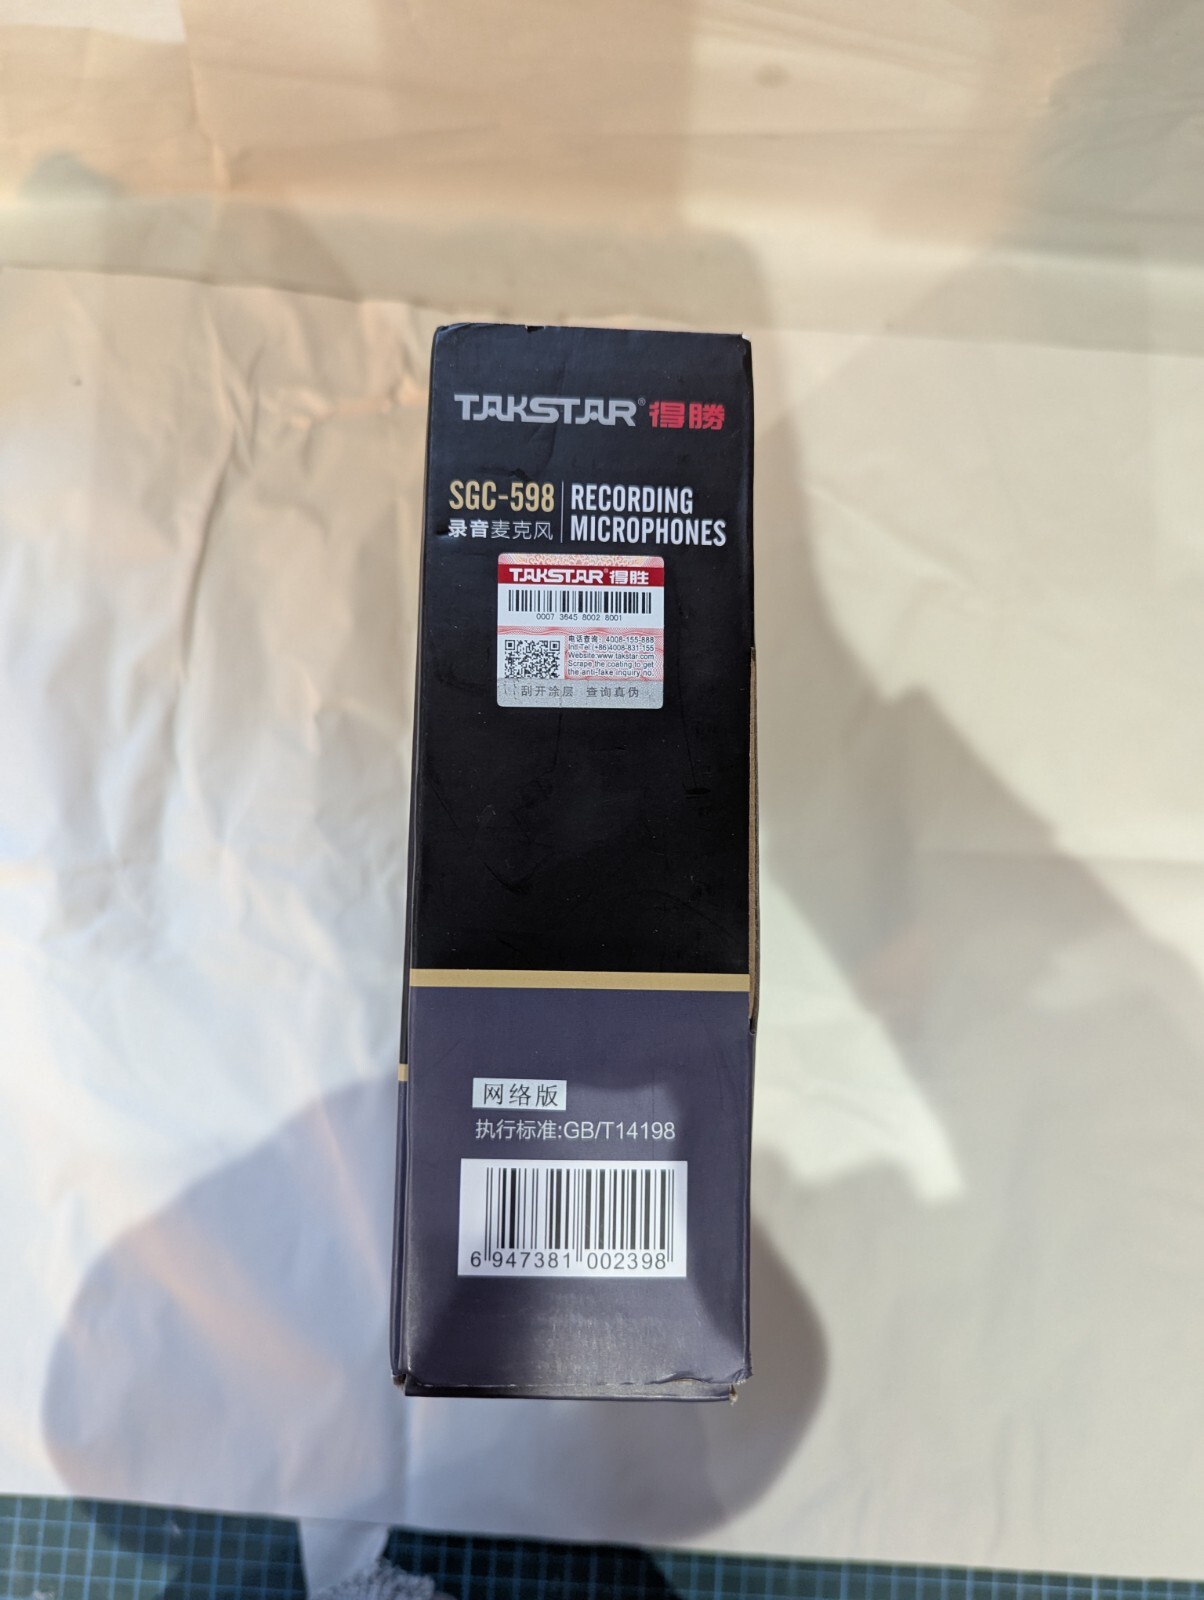 TAKSTAR® 得勝
SGC-598
录音麦克风
RECORDING
MICROPHONES
TAKSTAR® 得胜
0007 3645 8002 8001
电话查询: 4008-155-888
Intl Tel:(+86)4008-831-155
Website:www.takstar.com
Scrape the coating to get
the anti-fake inquiry no.
刮开涂层 查询真伪
网络版
执行标准:GB/T14198
6 947381 002398